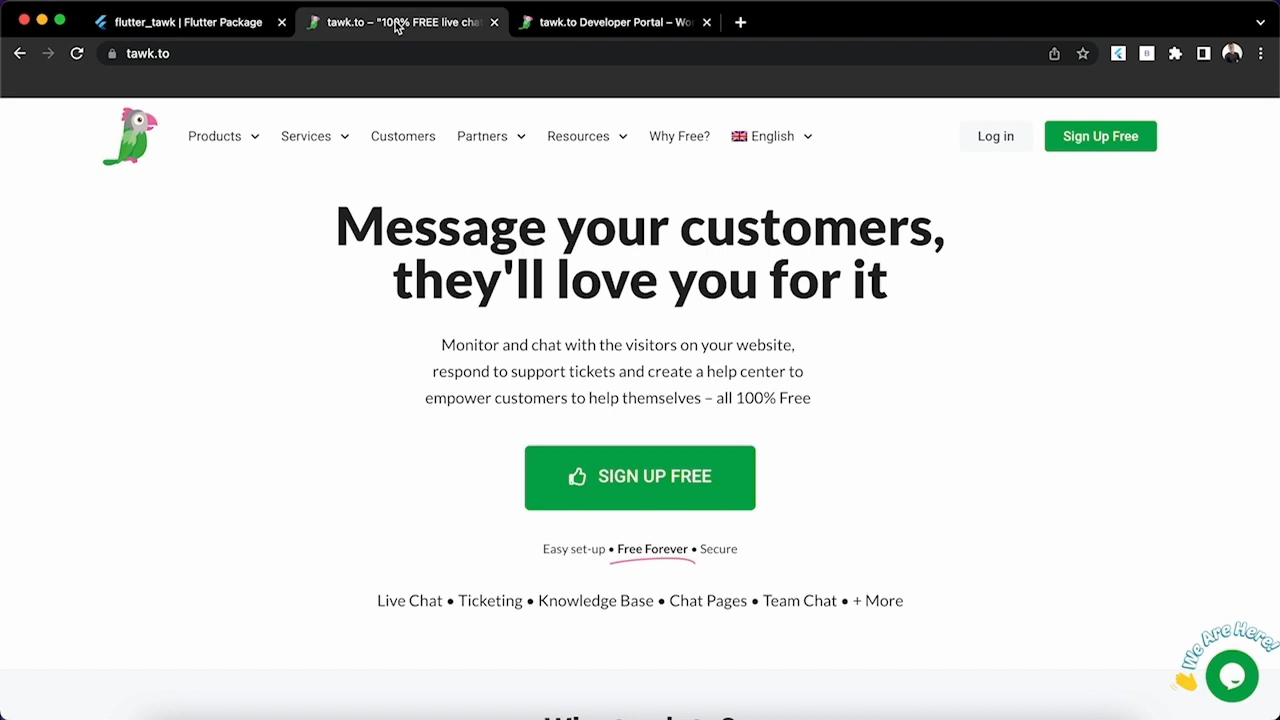 flutter_tawk | Flutter Package
tawk.to – "100% FREE live cha
tawk.to Developer Portal – Wo
tawk.to
Products
Services
Customers
Partners
Resources
Why Free?
English
Log in
Sign Up Free
Message your customers,
they'll love you for it
Monitor and chat with the visitors on your website,
respond to support tickets and create a help center to
empower customers to help themselves – all 100% Free
SIGN UP FREE
Easy set-up • Free Forever • Secure
Live Chat • Ticketing • Knowledge Base • Chat Pages • Team Chat • + More
We Are Here!